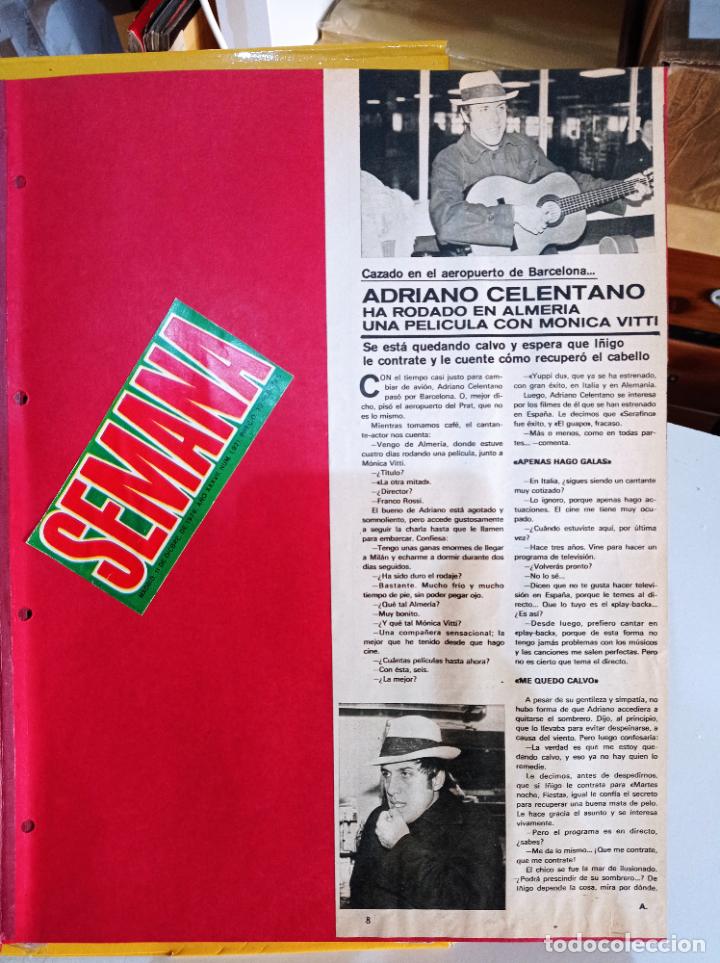 SEMANA
Cazado en el aeropuerto de Barcelona...
ADRIANO CELENTANO
HA RODADO EN ALMERIA
UNA PELICULA CON MONICA VITTI
Se está quedando calvo y espera que Iñigo
le contrate y le cuente cómo recuperó el cabello
CON el tiempo casi justo para cam-
biar de avión, Adriano Celentano
pasó por Barcelona. O, mejor di-
cho, pisó el aeropuerto del Prat, que no
es lo mismo.
Mientras tomamos café, el cantan-
te-actor nos cuenta:
—Vengo de Almería, donde estuve
cuatro días rodando una película, junto a
Mónica Vitti.
—¿Título?
—«La otra mitad».
—¿Director?
—Franco Rossi.
El bueno de Adriano está agotado y
somnoliento, pero accede gustosamente
a seguir la charla hasta que le llamen
para embarcar. Confiesa:
—Tengo unas ganas enormes de llegar
a Milán y echarme a dormir durante dos
días seguidos.
—¿Ha sido duro el rodaje?
—Bastante. Mucho frío y mucho
tiempo de pie, sin poder pegar ojo.
—¿Qué tal Almería?
—Muy bonito.
—¿Y qué tal Mónica Vitti?
—Una compañera sensacional; la
mejor que he tenido desde que hago
cine.
—¿Cuántas películas hasta ahora?
—Con ésta, seis.
—¿La mejor?
—«Yuppi du», que ya se ha estrenado,
con gran éxito, en Italia y en Alemania.
Luego, Adriano Celentano se interesa
por los filmes de él que se han estrenado
en España. Le decimos que «Serafino»
fue éxito, y «El guapo», fracaso.
—Más o menos, como en todas par-
tes... —comenta.
«APENAS HAGO GALAS»
—En Italia, ¿sigues siendo un cantante
muy cotizado?
—Lo ignoro, porque apenas hago ac-
tuaciones. El cine me tiene muy ocu-
pado.
—¿Cuándo estuviste aquí, por última
vez?
—Hace tres años. Vine para hacer un
programa de televisión.
—¿Volverás pronto?
—No lo sé...
—Dicen que no te gusta hacer televi-
sión en España, porque le temes al di-
recto... Que lo tuyo es el «play-back»...
¿Es así?
—Desde luego, prefiero cantar en
«play-back», porque de esta forma no
tengo jamás problemas con los músicos
y las canciones me salen perfectas. Pero
no es cierto que tema el directo.
«ME QUEDO CALVO»
A pesar de su gentileza y simpatía, no
hubo forma de que Adriano accediera a
quitarse el sombrero. Dijo, al principio,
que lo llevaba para evitar despeinarse, a
causa del viento. Pero luego confesaría:
—La verdad es que me estoy que-
dando calvo, y eso ya no hay quien lo
remedie.
Le decimos, antes de despedirnos,
que si Iñigo le contrata para «Martes
noche, Fiesta», igual le confía el secreto
para recuperar una buena mata de pelo.
Le hace gracia el asunto y se interesa
vivamente.
—Pero el programa es en directo,
¿sabes?
—Me da lo mismo... ¡Que me contrate,
que me contrate!
El chico se fue la mar de ilusionado.
¿Podrá prescindir de su sombrero...? De
Iñigo depende la cosa, mira por dónde.
A.
8
todocoleccion